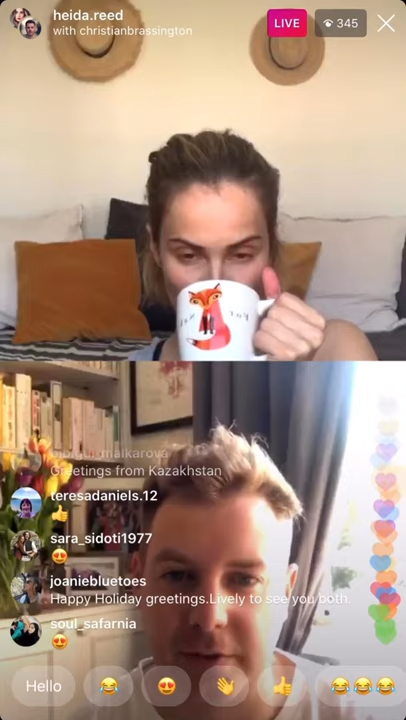 heida.reed
with christianbrassington
LIVE
345
Greetings from Kazakhstan
teresadaniels.12
👍
sara_sidoti1977
😍
joaniebluetoes
Happy Holiday greetings.Lively to see you both.
soul_safarnia
😍
Hello
😂
😍
👋
👍
😂😂😂